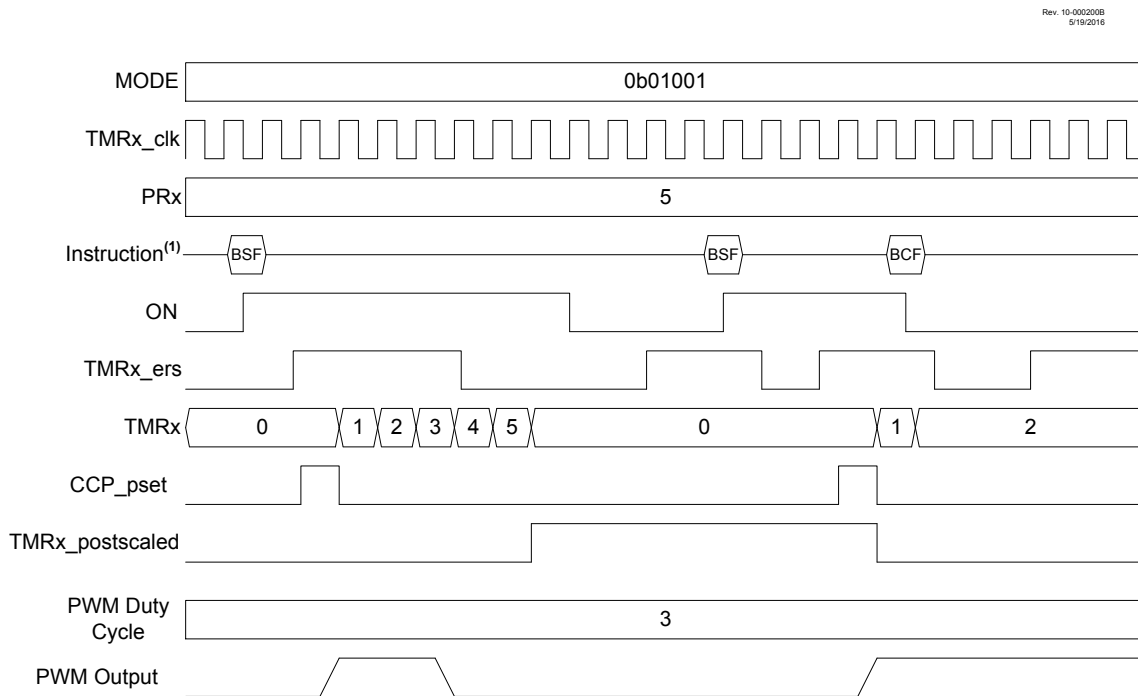 Rev. 10-000200B
5/19/2016
MODE 0b01001
TMRx_clk
PRx 5
Instruction(1) BSF BSF BCF
ON
TMRx_ers
TMRx 0 1 2 3 4 5 0 1 2
CCP_pset
TMRx_postscaled
PWM Duty
Cycle 3
PWM Output